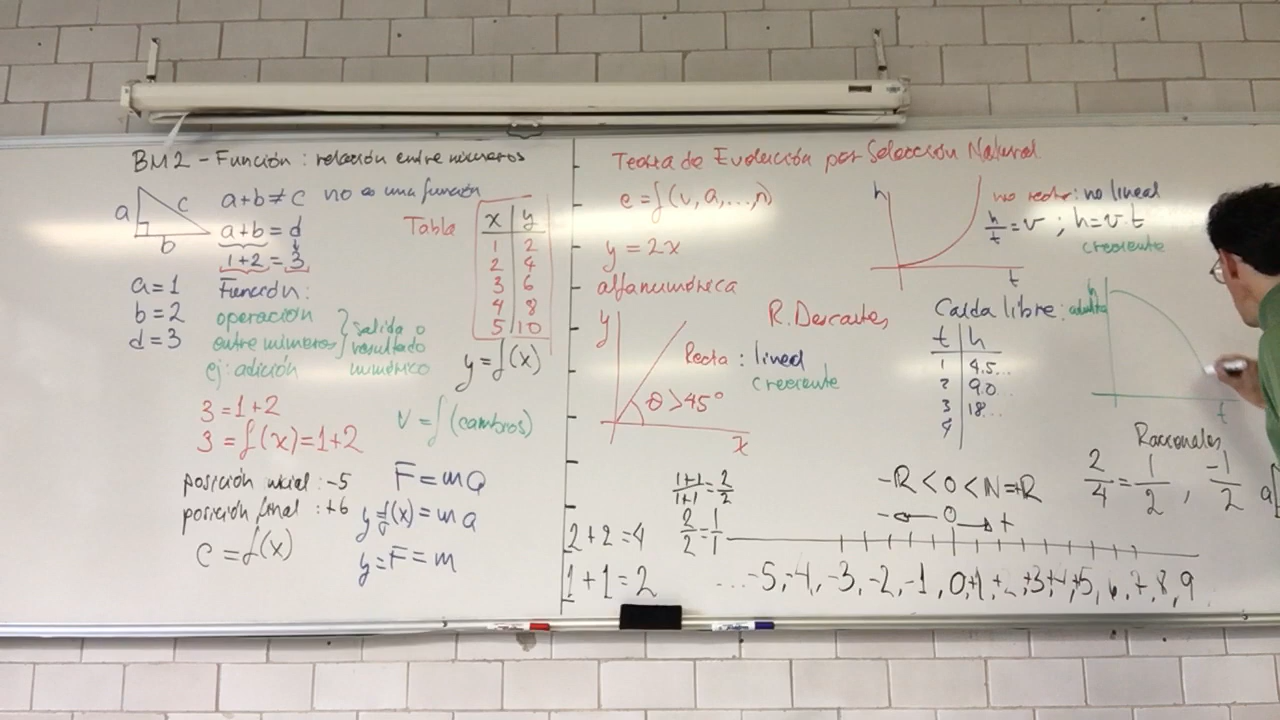 BM2 - Función: relación entre números
a
c
b
a+b ≠ c no es una función
a+b = d
1+2 = 3
a = 1
b = 2
d = 3
Función:
operación
entre números
ej: adición
salida o
resultado
numérico
3 = 1+2
3 = f(x) = 1+2
posición inicial: -5
posición final: +6
e = f(x)
Tabla
x | y
1 | 2
2 | 4
3 | 6
4 | 8
5 | 10
y = f(x)
v = f(cambios)
F = ma
y f(x) = m a
y = F = m
Teoría de Evolución por Selección Natural
e = f(v, a, ..., n)
y = 2x
alfanumérica
R. Descartes
y
Recta: lineal
creciente
θ > 45°
x
1+1/1+1 = 2/2
2/2 = 1/1
2+2 = 4
1+1 = 2
h
t
no recta: no lineal
h/t = v ; h = v·t
creciente
Caída libre:
t | h
1 | 4.5...
2 | 9.0
3 | 18...
4
h
t
-R < 0 < N = +R
- ← 0 → +
Racionales
2/4 = 1/2 , -1/2
a
... -5, -4, -3, -2, -1, 0, +1, +2, +3, +4, +5, 6, 7, 8, 9